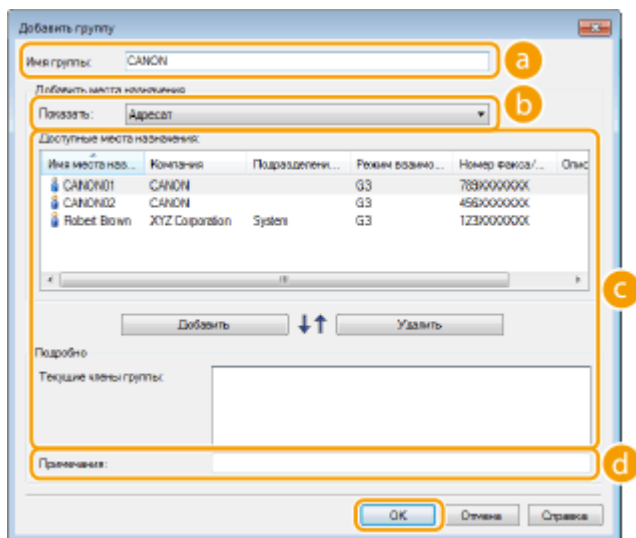 Добавить группу
Имя группы: CANON
a
Добавить места назначения
b
Показать: Адресат
Доступные места назначения:
Имя места наз... Компания Подразделени... Режим взаимо... Номер факса/... Опис
CANON01 CANON G3 789XXXXXXX
CANON02 CANON G3 456XXXXXXX
Robert Brown XYZ Corporation System G3 123XXXXXXX
c
Добавить Удалить
Подробно
Текущие члены группы:
Примечания:
d
OK Отмена Справка